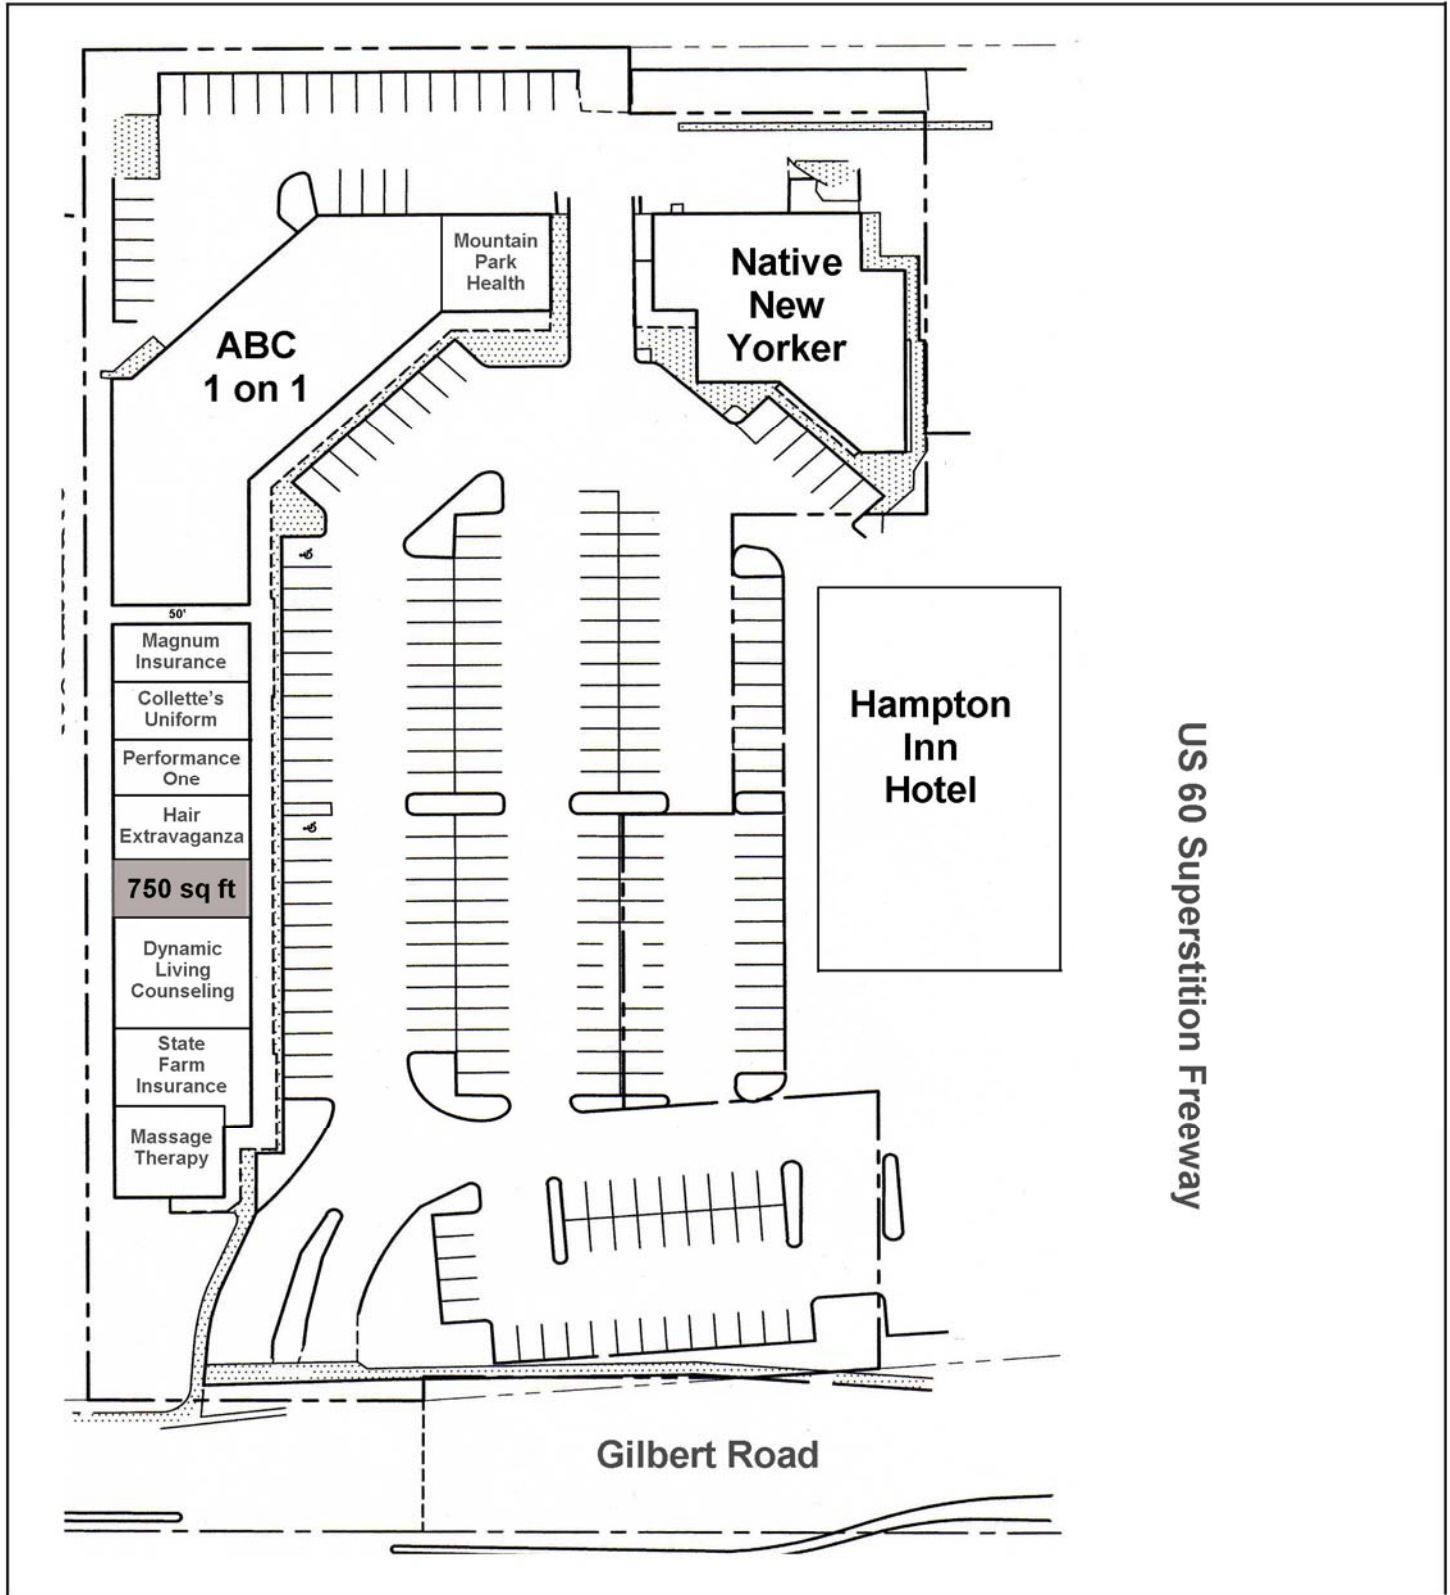 Mountain
Park
Health
Native
New
Yorker
ABC
1 on 1
50'
Magnum
Insurance
Collette's
Uniform
Performance
One
Hair
Extravaganza
750 sq ft
Dynamic
Living
Counseling
State
Farm
Insurance
Massage
Therapy
Hampton
Inn
Hotel
US 60 Superstition Freeway
Gilbert Road